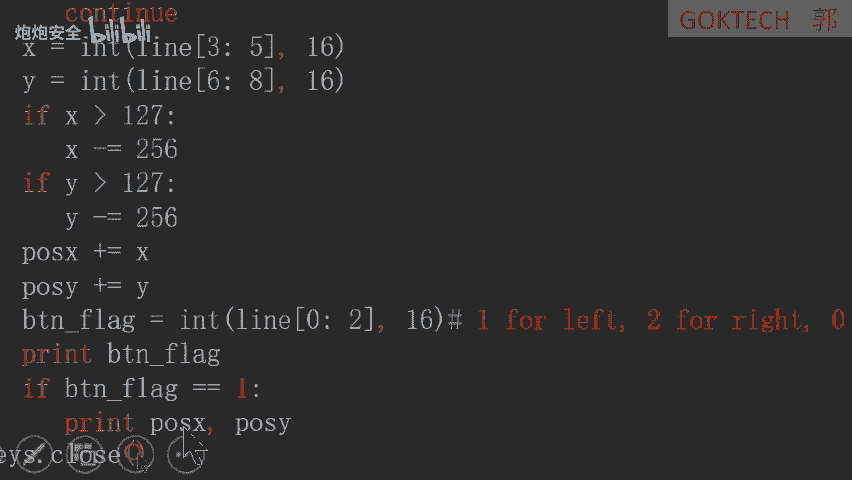 continue
GOKTECH 郭
炮炮安全 bilibili
x = int(line[3: 5], 16)
y = int(line[6: 8], 16)
if x > 127:
x -= 256
if y > 127:
y -= 256
posx += x
posy += y
btn_flag = int(line[0: 2], 16)# 1 for left, 2 for right, 0
print btn_flag
if btn_flag == 1:
print posx, posy
eys.close()